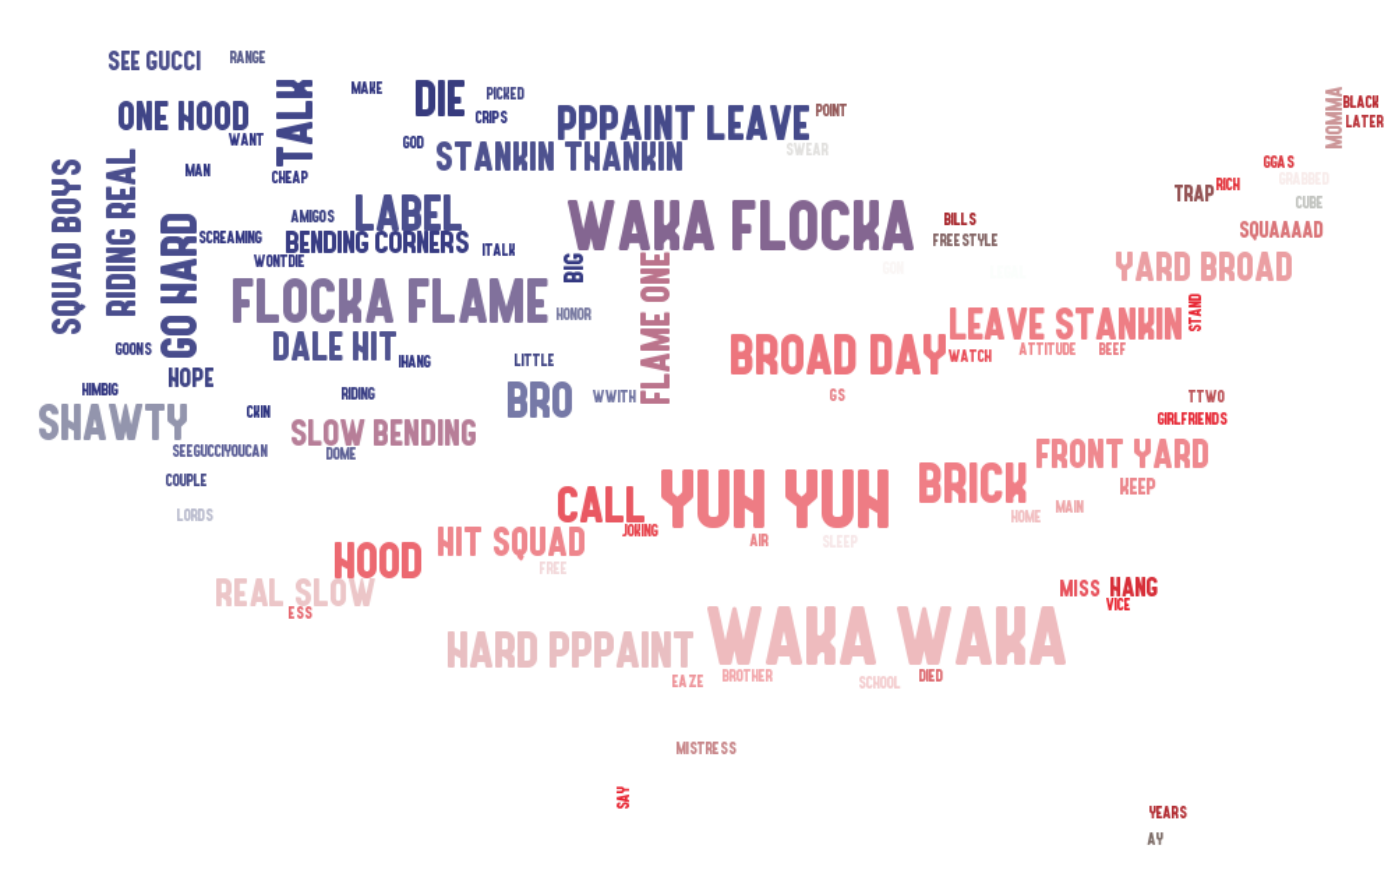 SEE GUCCI
RANGE
TALK
MAKE
DIE
PICKED
CRIPS
ONE HOOD
WANT
GOD
PPPAINT LEAVE
POINT
SWEAR
STANKIN THANKIN
MOMMA
BLACK
LATER
SQUAD BOYS
RIDING REAL
MAN
CHEAP
GGAS
GRABBED
RICH
TRAP
CUBE
GO HARD
SCREAMING
AMIGOS
LABEL
BENDING CORNERS
ITALK
WONTDIE
WAKA FLOCKA
BILLS
FREESTYLE
SQUAAAAD
YARD BROAD
BIG
FLAME ONE
FLOCKA FLAME
HONOR
LEAVE STANKIN
STAND
GOONS
DALE HIT
IHANG
LITTLE
BROAD DAY
WATCH
ATTITUDE
BEEF
HOPE
HIMBIG
RIDING
BRO
WWITH
GS
TTWO
GIRLFRIENDS
SHAWTY
CKIN
SLOW BENDING
DOME
SEEGUCCIYOUCAN
FRONT YARD
COUPLE
LORDS
CALL
JOKING
YUH YUH
BRICK
KEEP
MAIN
HOME
HIT SQUAD
AIR
SLEEP
HOOD
FREE
REAL SLOW
ESS
MISS
HANG
VICE
HARD PPPAINT
WAKA WAKA
EAZE
BROTHER
SCHOOL
DIED
MISTRESS
SAY
YEARS
AY